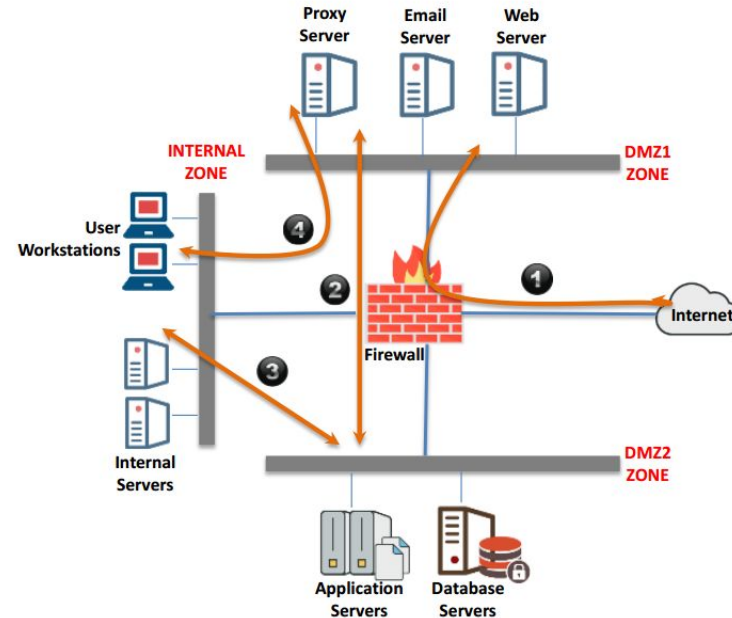 Proxy
Server
Email
Server
Web
Server
INTERNAL
ZONE
DMZ1
ZONE
User
Workstations
4
2
1
Internet
Firewall
3
Internal
Servers
DMZ2
ZONE
Application
Servers
Database
Servers